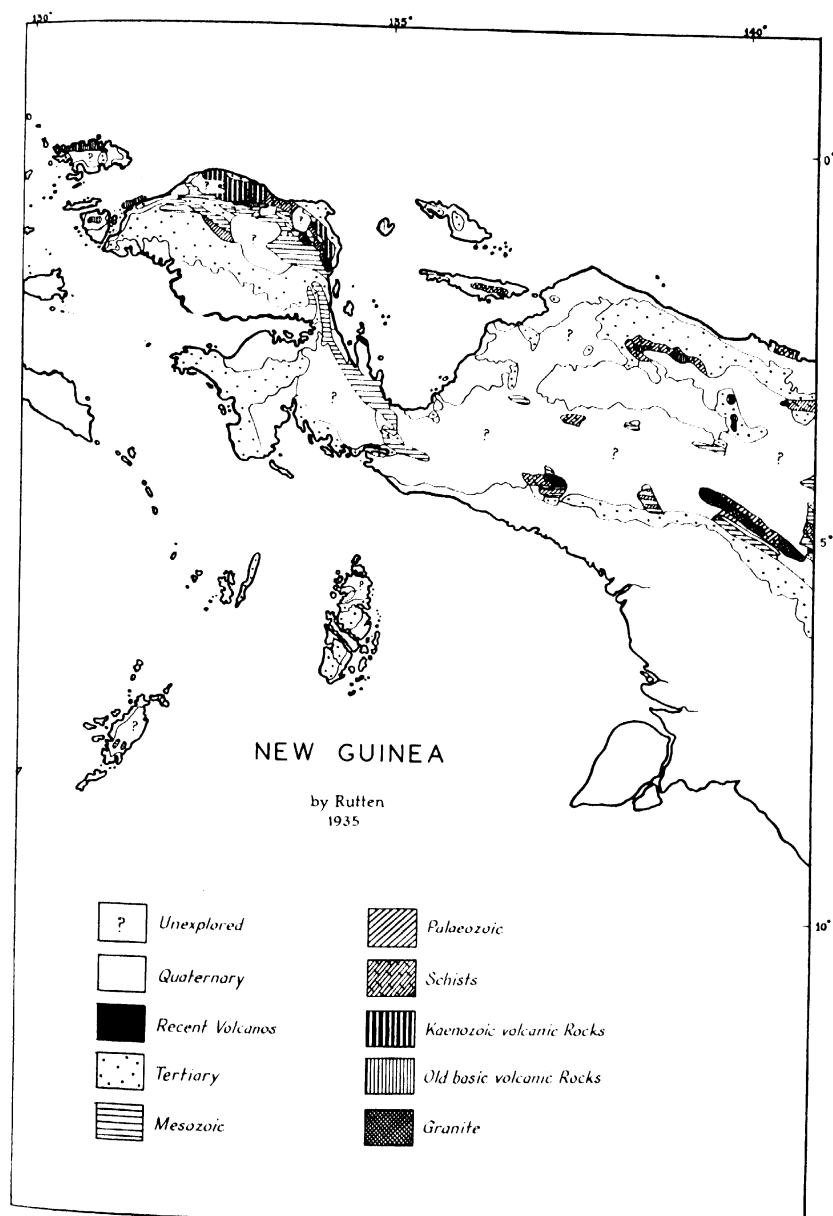 130°
135°
140°
0°
?
?
?
?
?
?
?
?
?
?
5°
?
?
NEW GUINEA
by Rutten
1935
? Unexplored
Quaternary
Recent Volcanos
Tertiary
Mesozoic
Palaeozoic
Schists
Kaenozoic volcanic Rocks
Old basic volcanic Rocks
Granite
10°